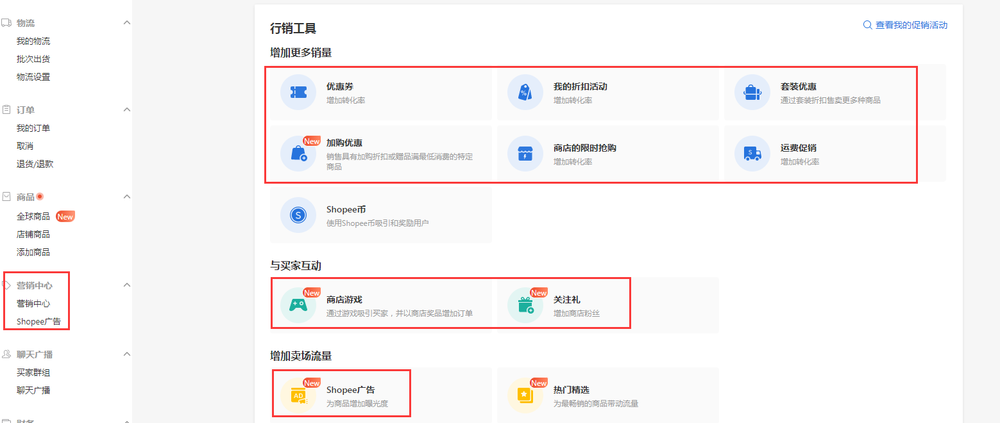 物流
我的物流
批次出货
物流设置
订单
我的订单
取消
退货/退款
商品
全球商品 New
店铺商品
添加商品
营销中心
营销中心
Shopee广告
聊天广播
买家群组
聊天广播
财务
行销工具
查看我的促销活动
增加更多销量
优惠券
增加转化率
我的折扣活动
增加转化率
套装优惠
通过套装折扣售卖更多种商品
New
加购优惠
销售具有加购折扣或赠品满最低消费的特定
商品
商店的限时抢购
增加转化率
运费促销
增加转化率
Shopee币
使用Shopee币吸引和奖励用户
与买家互动
New
商店游戏
通过游戏吸引买家，并以商店奖品增加订单
New
关注礼
增加商店粉丝
增加卖场流量
New
AD
Shopee广告
为商品增加曝光度
New
热门精选
为最畅销的商品带动流量